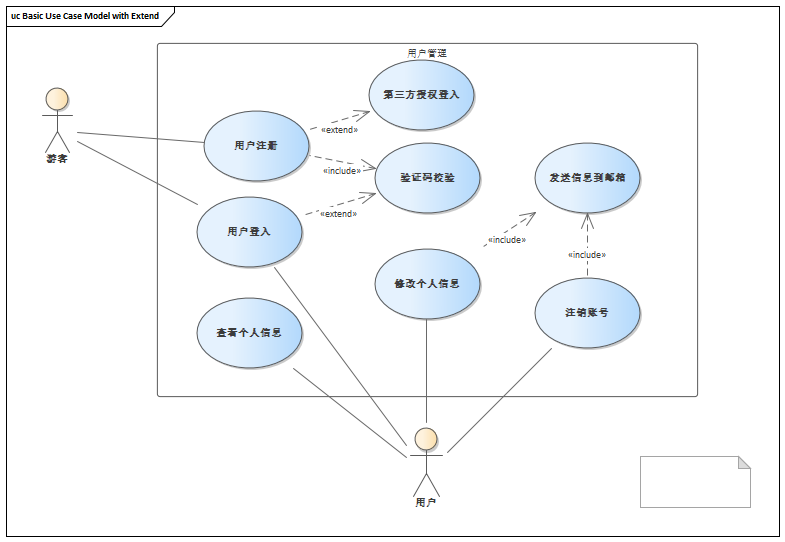 uc Basic Use Case Model with Extend
用户管理
第三方授权登入
用户注册
«extend»
游客
«include»
验证码校验
发送信息到邮箱
«extend»
用户登入
«include»
«include»
修改个人信息
注销账号
查看个人信息
用户